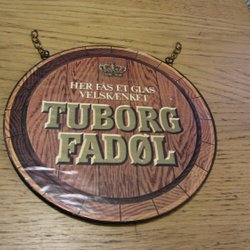 HER FÅS ET GLAS
VELSKÆNKET
TUBORG
FADØL